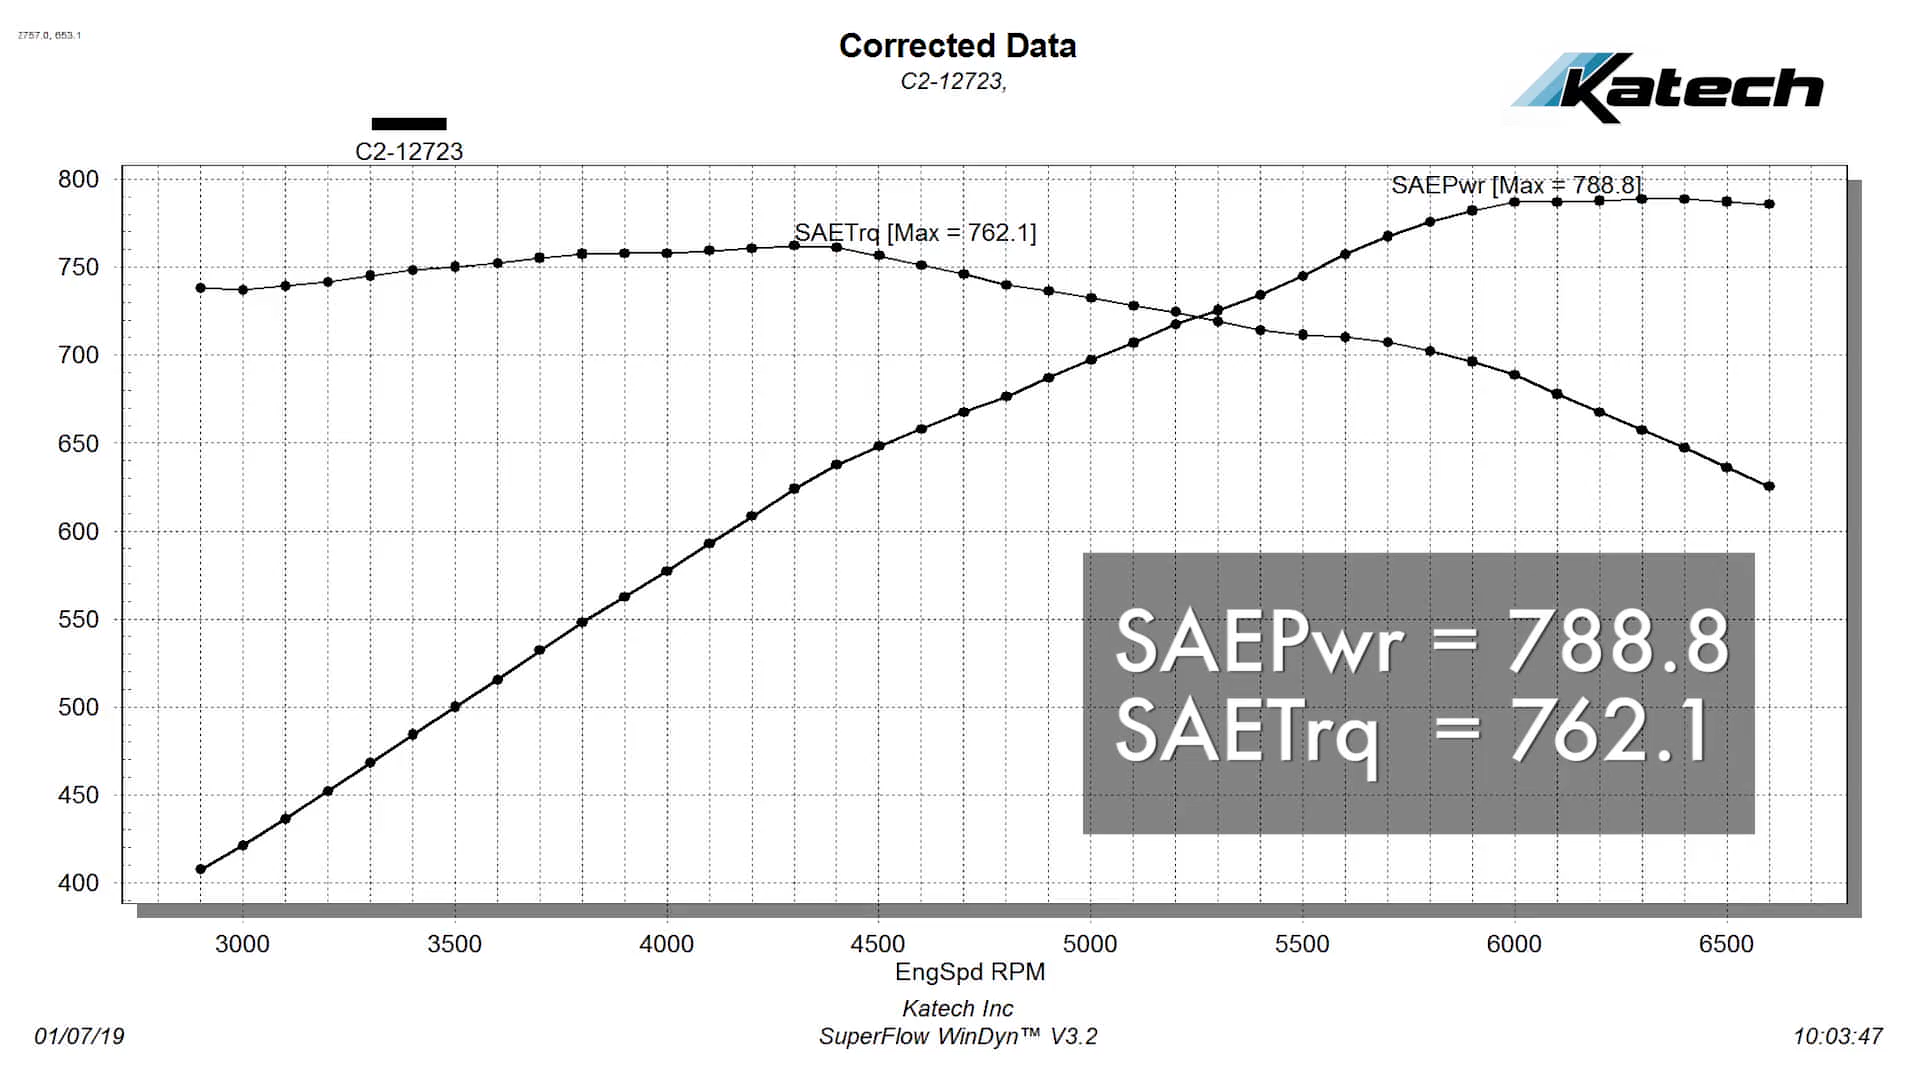 2757.0, 653.1
Corrected Data
C2-12723,
Katech
C2-12723
800
750
700
650
600
550
500
450
400
SAETrq [Max = 762.1]
SAEPwr [Max = 788.8]
SAEPwr = 788.8
SAETrq = 762.1
3000 3500 4000 4500 5000 5500 6000 6500
EngSpd RPM
Katech Inc
01/07/19 SuperFlow WinDyn™ V3.2 10:03:47